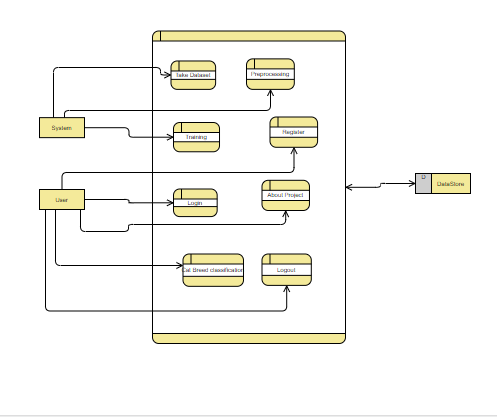 Take Dataset
Preprocessing
System
Training
Register
D
DataStore
User
Login
About Project
Cat Breed classification
Logout